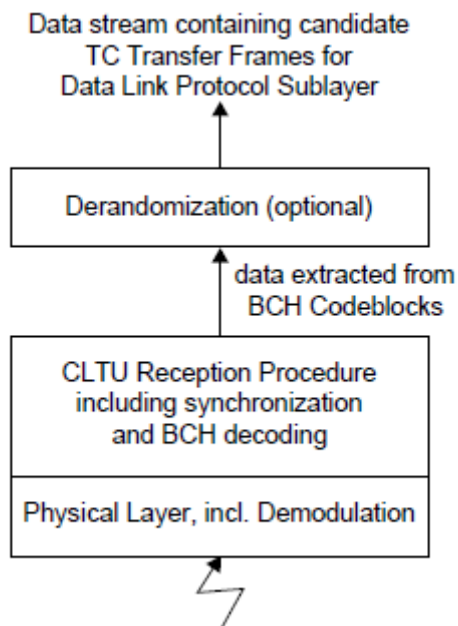 Data stream containing candidate
TC Transfer Frames for
Data Link Protocol Sublayer
Derandomization (optional)
data extracted from
BCH Codeblocks
CLTU Reception Procedure
including synchronization
and BCH decoding
Physical Layer, incl. Demodulation